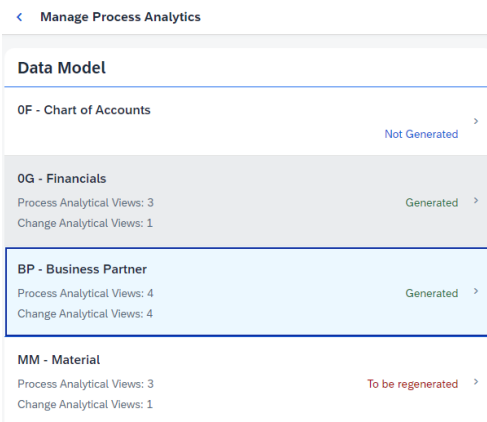 Manage Process Analytics
Data Model
0F - Chart of Accounts
Not Generated
0G - Financials
Process Analytical Views: 3
Generated
Change Analytical Views: 1
BP - Business Partner
Process Analytical Views: 4
Generated
Change Analytical Views: 4
MM - Material
Process Analytical Views: 3
To be regenerated
Change Analytical Views: 1